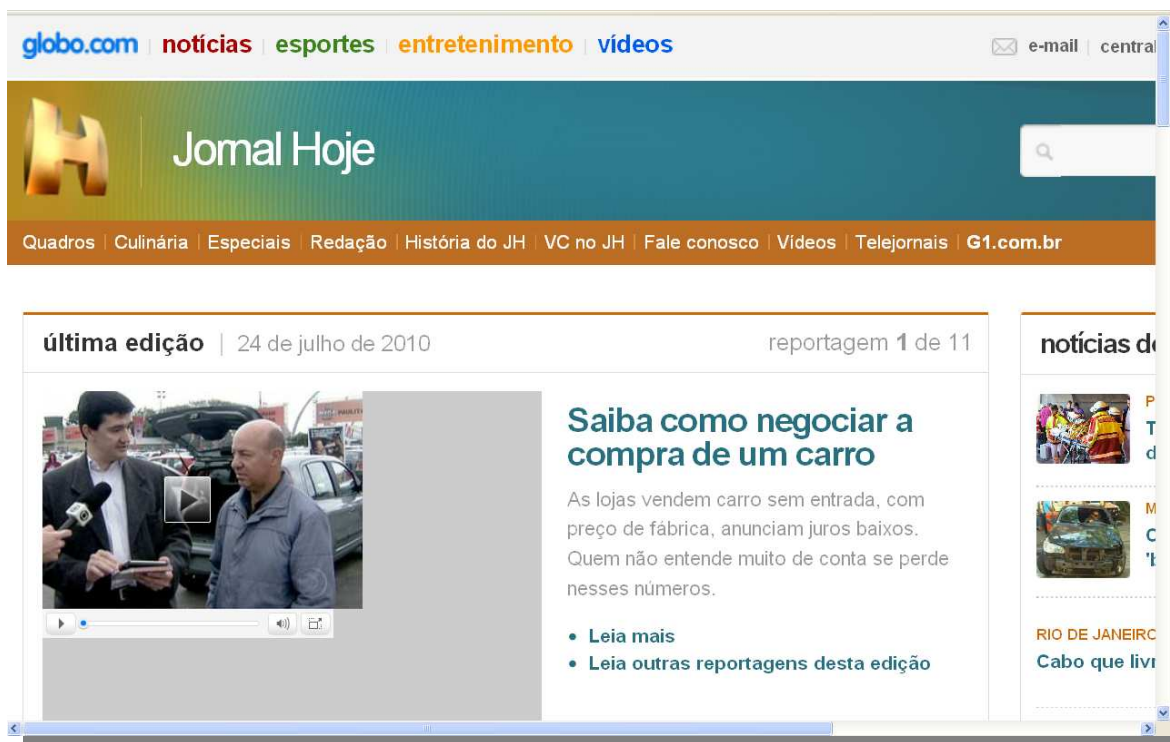 globo.com notícias esportes entretenimento vídeos e-mail central
Jornal Hoje
Quadros Culinária Especiais Redação História do JH VC no JH Fale conosco Vídeos Telejornais G1.com.br
última edição 24 de julho de 2010 reportagem 1 de 11
Saiba como negociar a
compra de um carro
As lojas vendem carro sem entrada, com
preço de fábrica, anunciam juros baixos.
Quem não entende muito de conta se perde
nesses números.
• Leia mais
• Leia outras reportagens desta edição
notícias
RIO DE JANEIRO
Cabo que